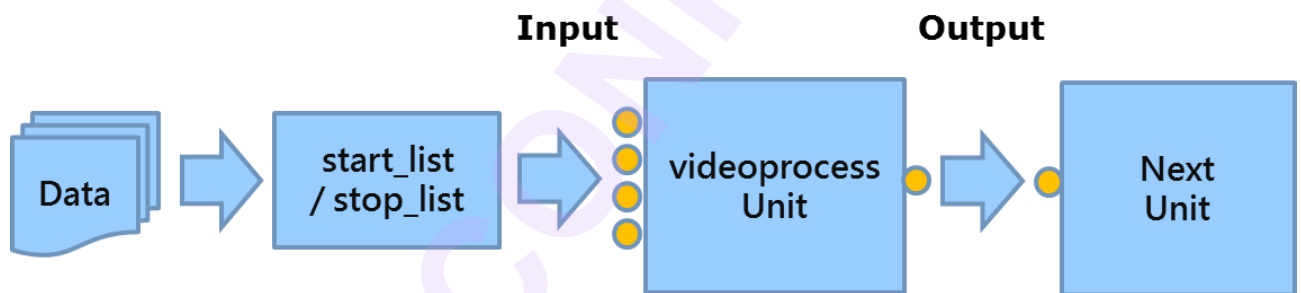 Input
Output
Data
start_list
/ stop_list
videoprocess
Unit
Next
Unit